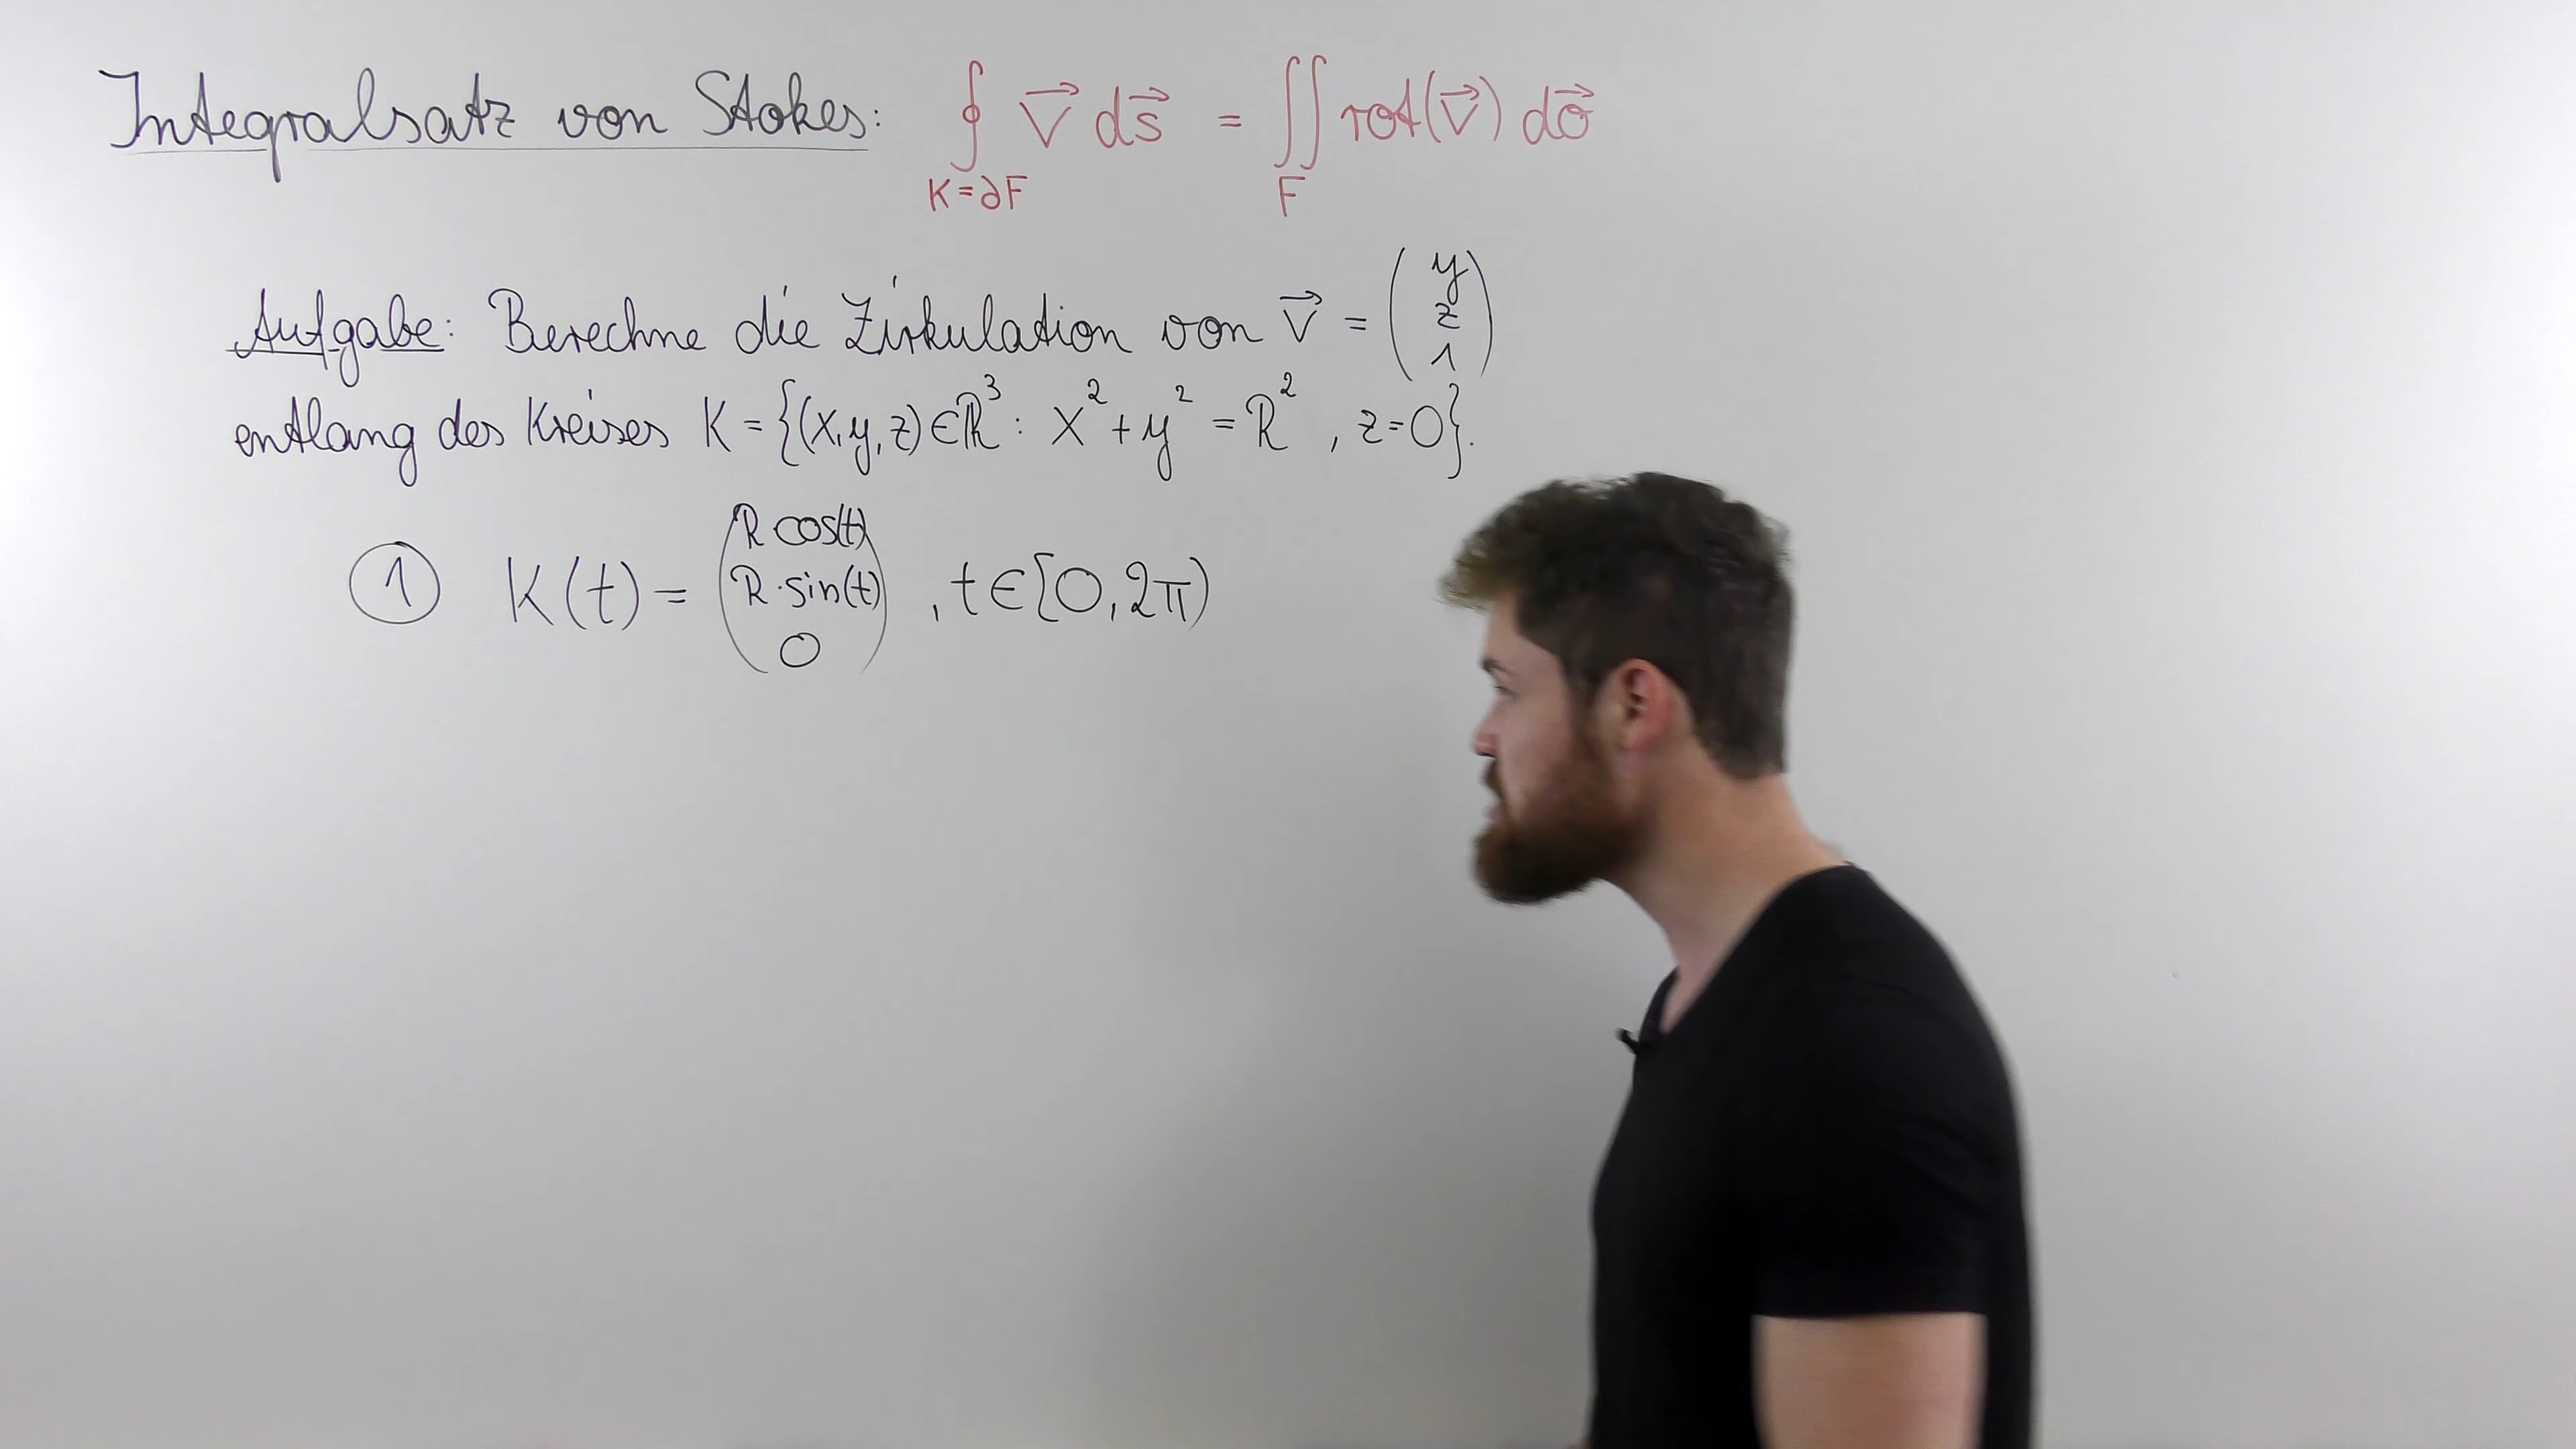 Integralsatz von Stokes: ∮_{K=∂F} v⃗ ds⃗ = ∬_F rot(v⃗) dσ⃗
Aufgabe: Berechne die Zirkulation von v⃗ = (y z 1)
entlang des Kreises K = {(x,y,z) ∈ ℝ³ : x² + y² = R² , z=0}.
① K(t) = (R cos(t) R·sin(t) 0) , t ∈ [0, 2π)